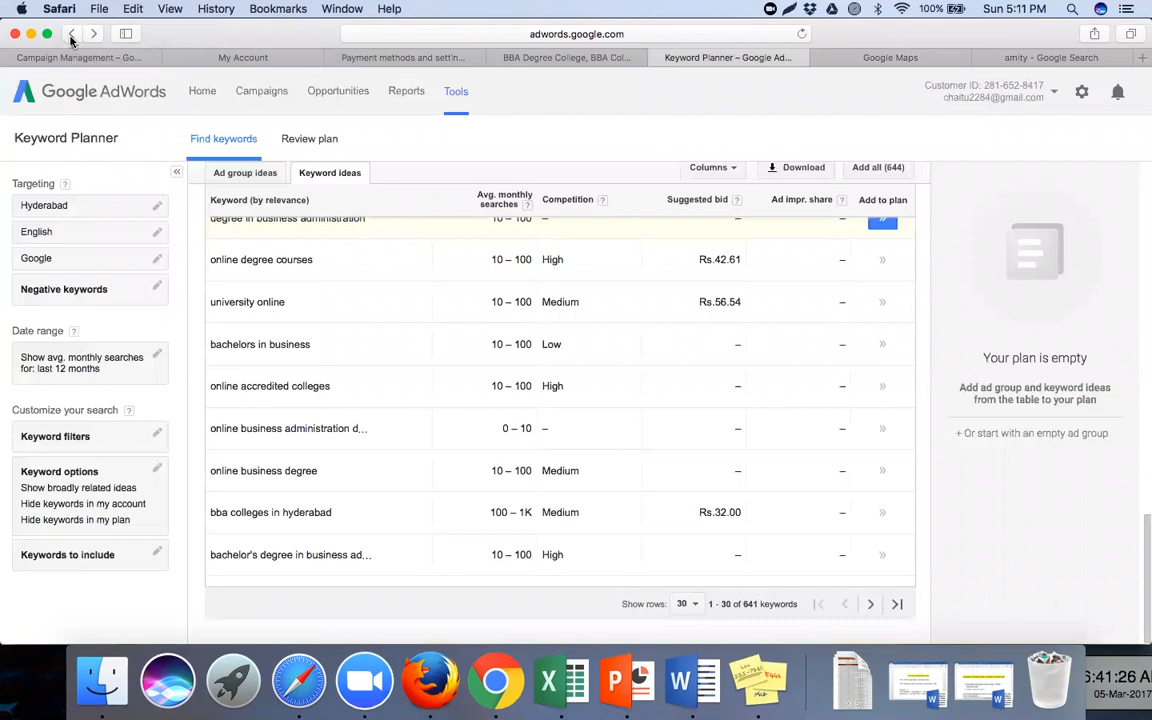 Safari File Edit View History Bookmarks Window Help 100% Sun 5:11 PM
adwords.google.com
Campaign Management – Go... My Account Payment methods and settin... BBA Degree College, BBA Col... Keyword Planner – Google Ad... Google Maps amity - Google Search
Google AdWords Home Campaigns Opportunities Reports Tools Customer ID: 281-652-8417
chaitu2284@gmail.com
Keyword Planner Find keywords Review plan
Ad group ideas Keyword ideas Columns Download Add all (644)
Targeting ?
Hyderabad
English
Google
Negative keywords
Date range ?
Show avg. monthly searches
for: last 12 months
Customize your search ?
Keyword filters
Keyword options
Show broadly related ideas
Hide keywords in my account
Hide keywords in my plan
Keywords to include
Keyword (by relevance) Avg. monthly searches ? Competition ? Suggested bid ? Ad impr. share ? Add to plan
degree in business administration 10 – 100 – – – »
online degree courses 10 – 100 High Rs.42.61 – »
university online 10 – 100 Medium Rs.56.54 – »
bachelors in business 10 – 100 Low – – »
online accredited colleges 10 – 100 High – – »
online business administration d... 0 – 10 – – – »
online business degree 10 – 100 Medium – – »
bba colleges in hyderabad 100 – 1K Medium Rs.32.00 – »
bachelor's degree in business ad... 10 – 100 High – – »
Show rows: 30 1 - 30 of 641 keywords
Your plan is empty
Add ad group and keyword ideas
from the table to your plan
+ Or start with an empty ad group
6:41:26 A
05-Mar-2017